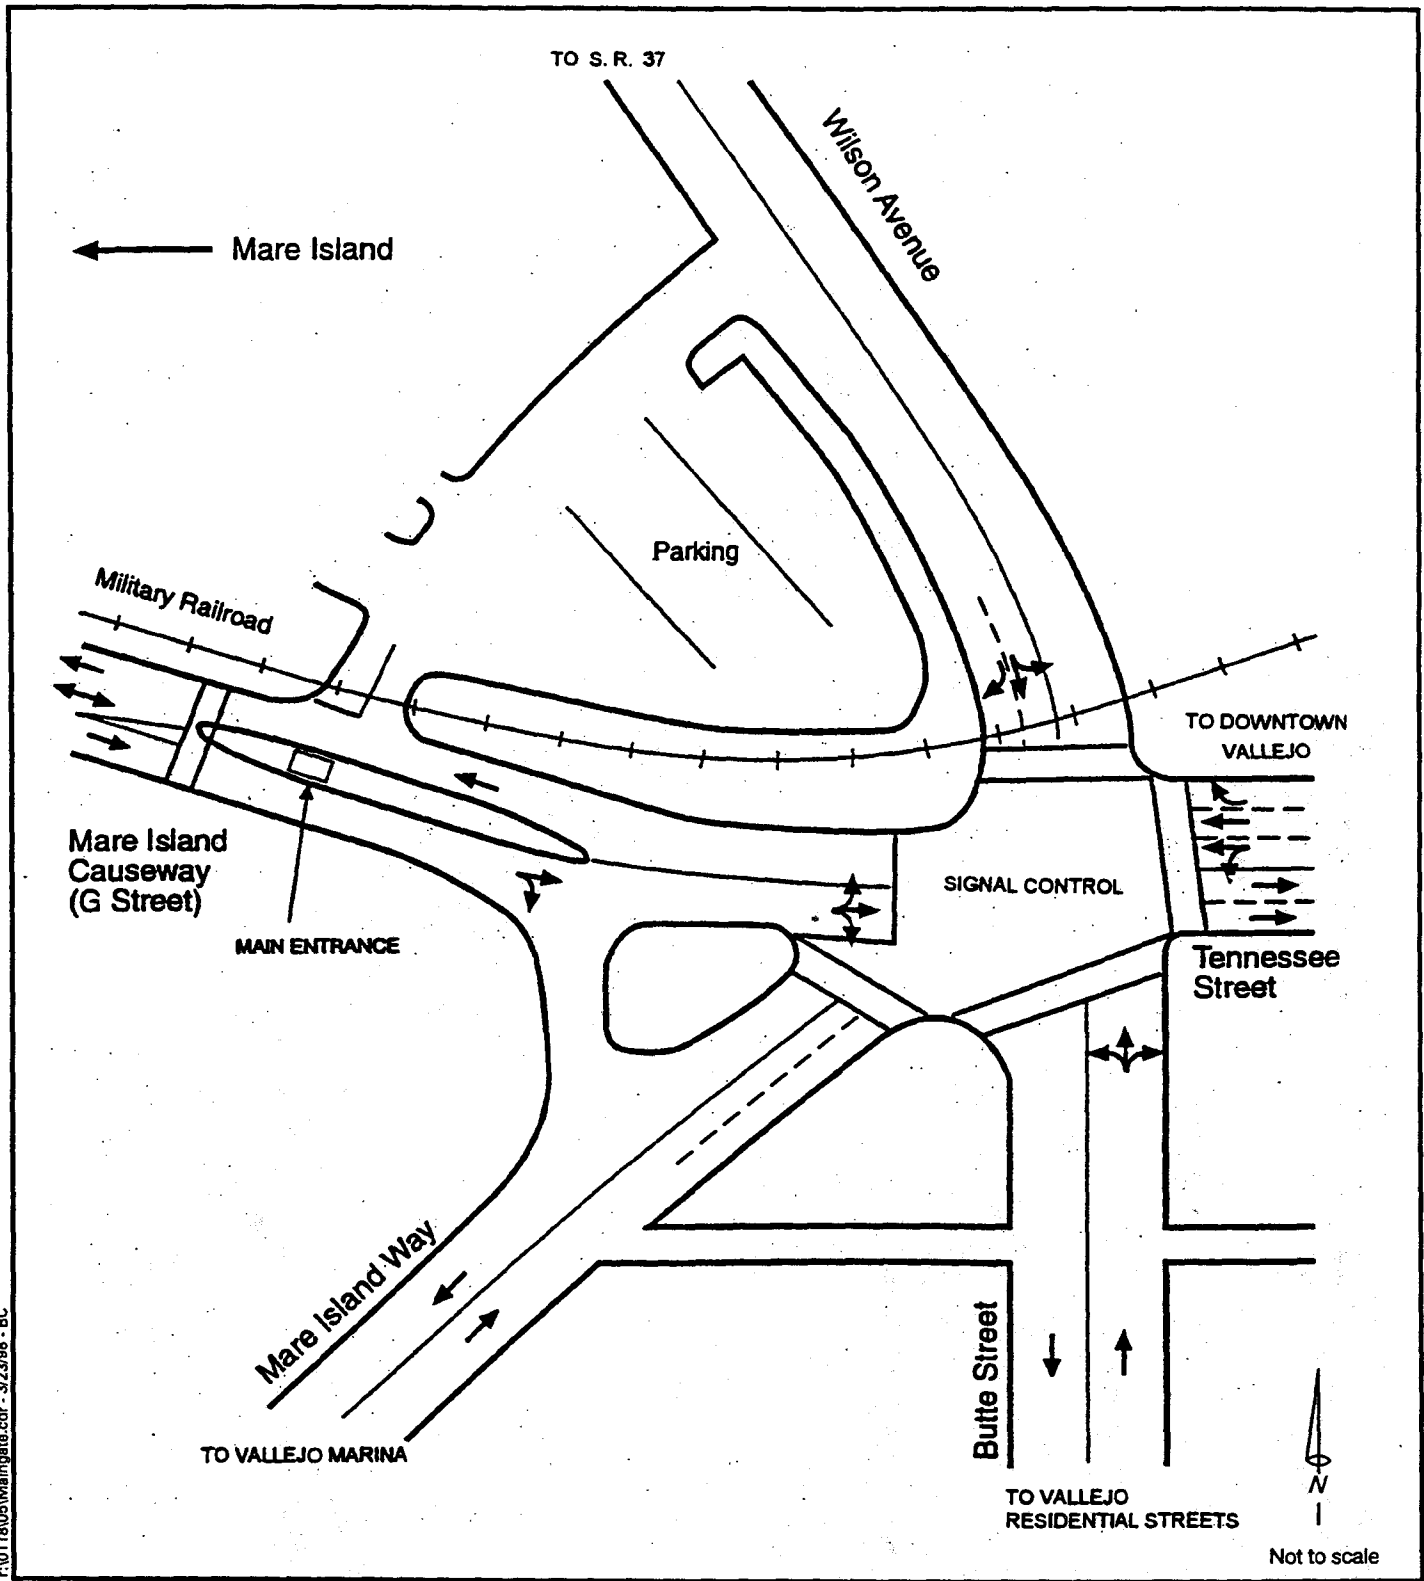 TO S. R. 37
Wilson Avenue
Mare Island
Parking
Military Railroad
TO DOWNTOWN
VALLEJO
Mare Island
Causeway
(G Street)
SIGNAL CONTROL
MAIN ENTRANCE
Tennessee
Street
Mare Island Way
Butte Street
TO VALLEJO MARINA
TO VALLEJO
RESIDENTIAL STREETS
N
Not to scale